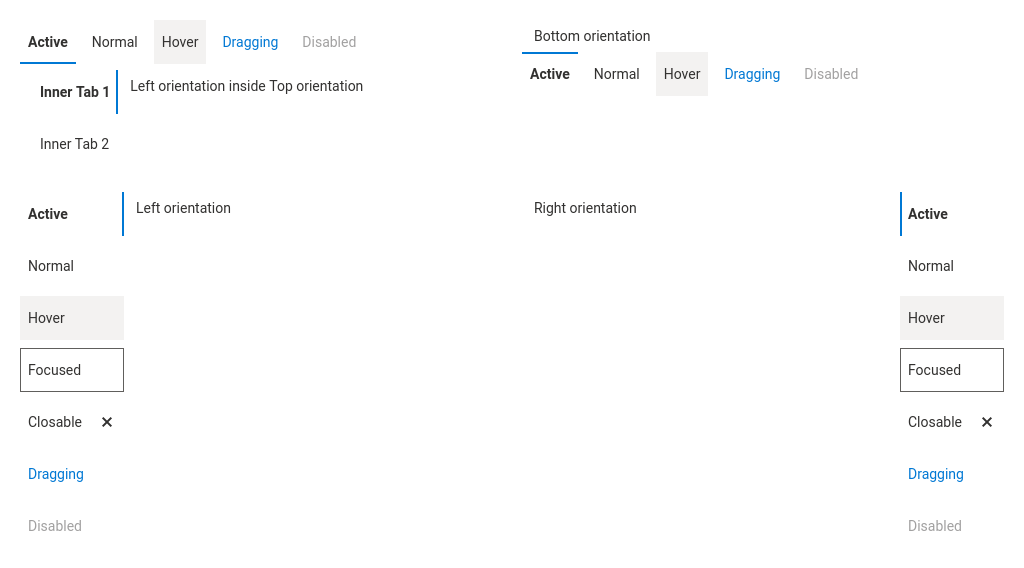 Active Normal Hover Dragging Disabled
Inner Tab 1 Left orientation inside Top orientation
Inner Tab 2
Bottom orientation
Active Normal Hover Dragging Disabled
Active Left orientation
Normal
Hover
Focused
Closable
Dragging
Disabled
Right orientation Active
Normal
Hover
Focused
Closable
Dragging
Disabled